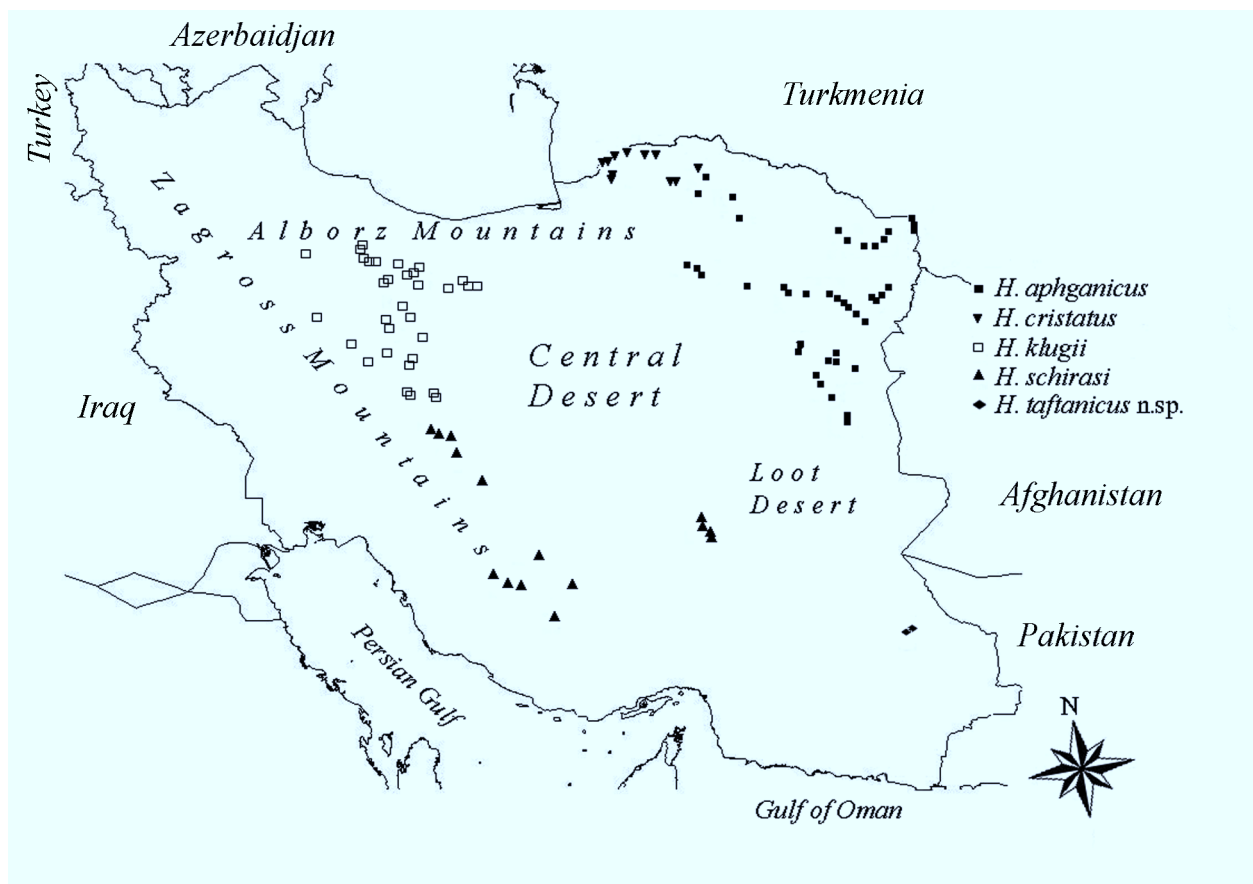 Azerbaidjan
Turkey
Turkmenia
Zagross Mountains
Alborz Mountains
H. aphganicus
H. cristatus
H. klugii
H. schirasi
H. taftanicus n.sp.
Central
Desert
Iraq
Loot
Desert
Afghanistan
Persian Gulf
Pakistan
N
Gulf of Oman